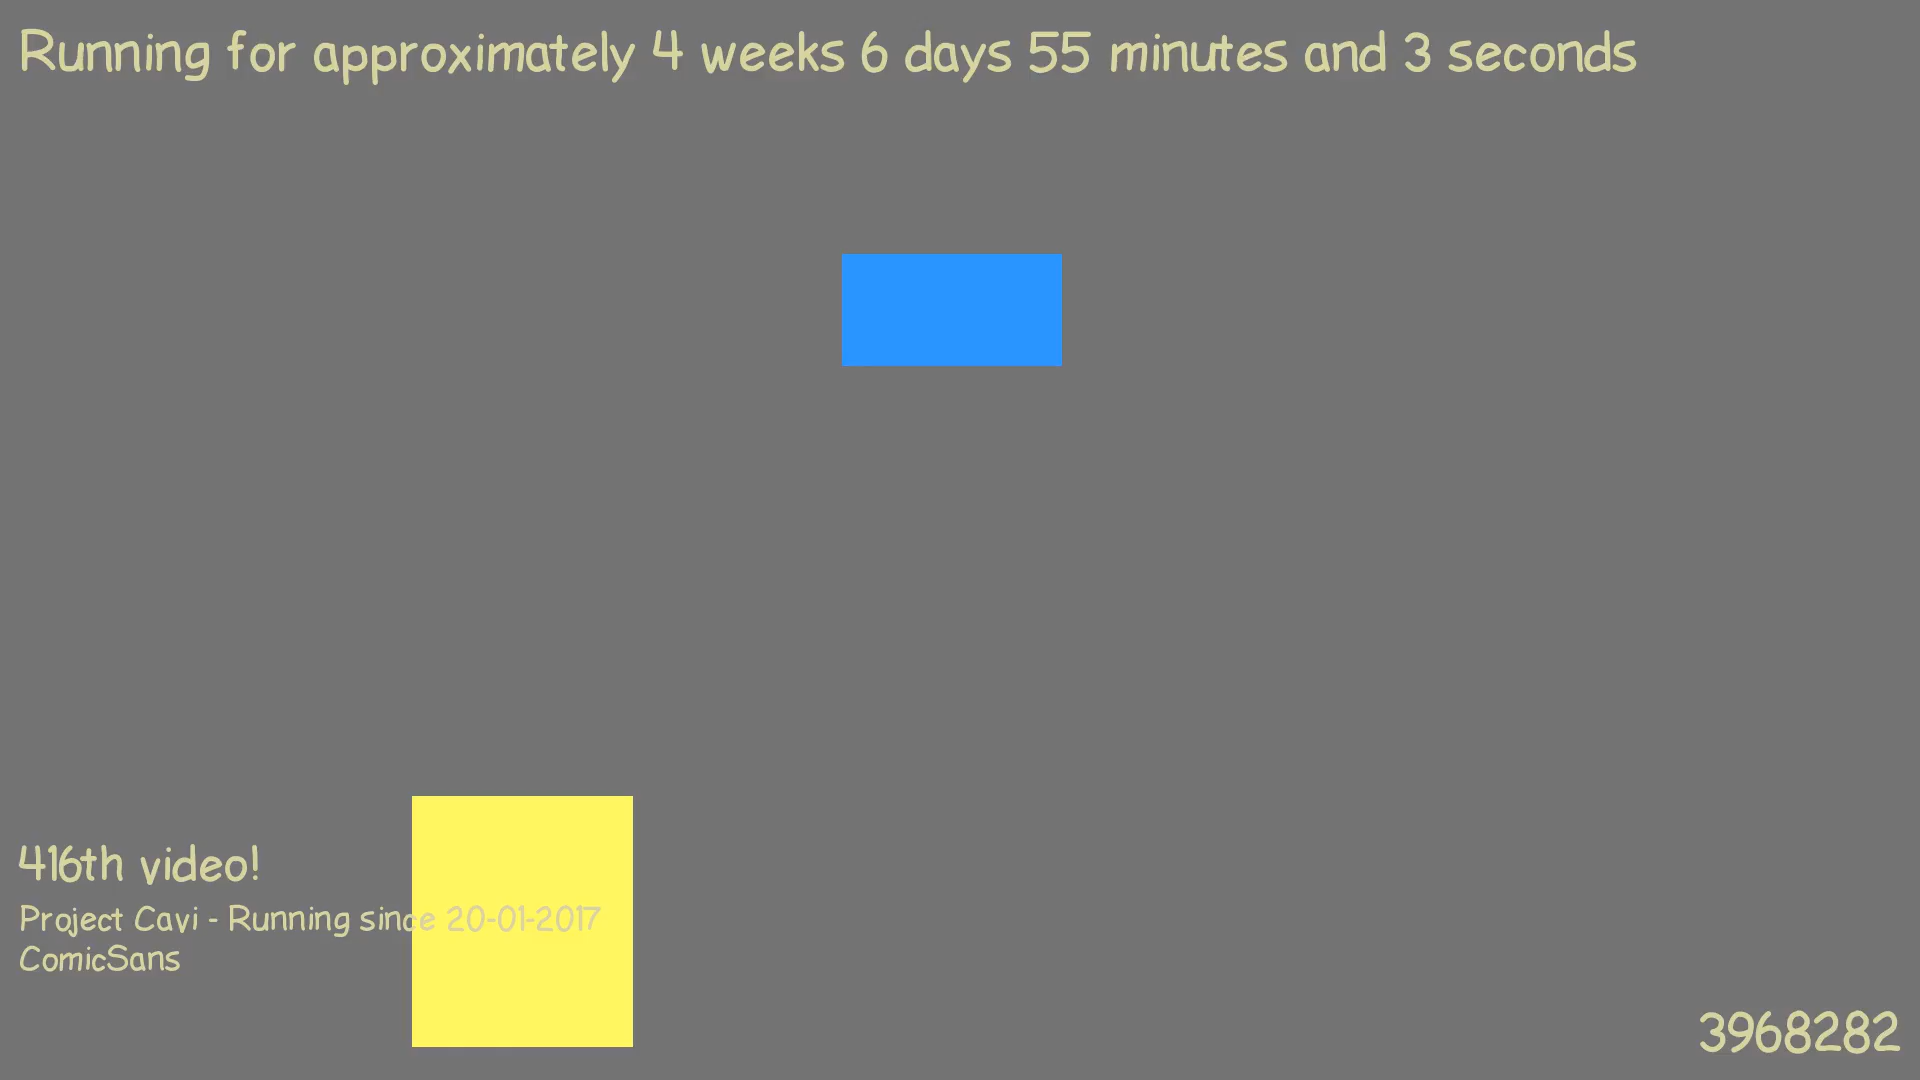 Running for approximately 4 weeks 6 days 55 minutes and 3 seconds
416th video!
Project Cavi - Running since 20-01-2017
ComicSans
3968282